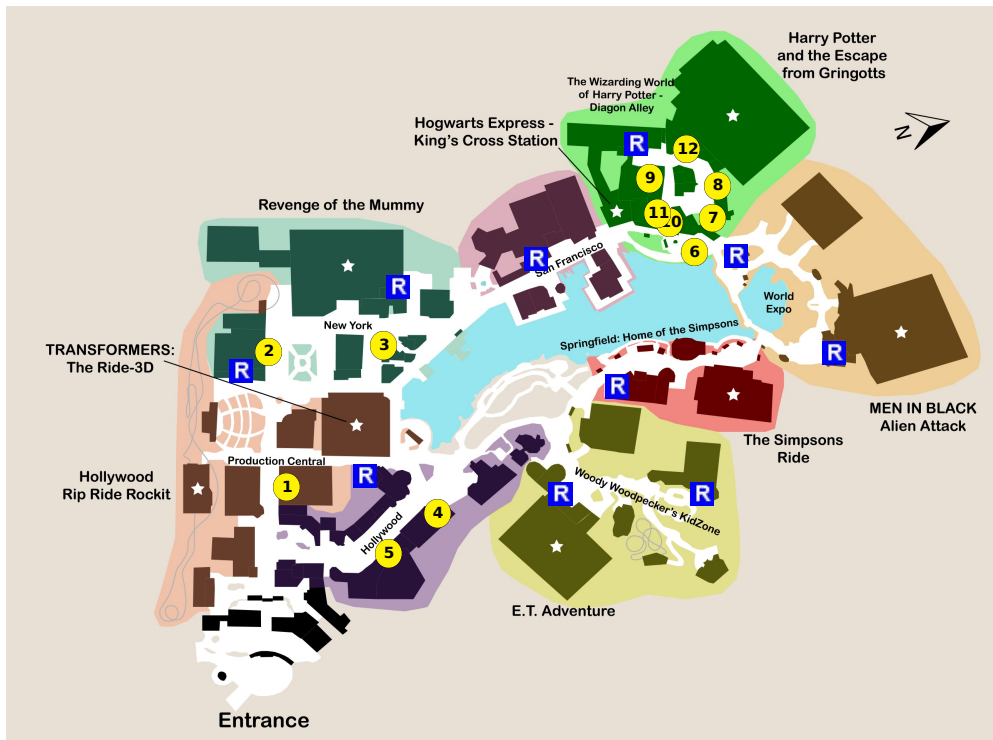 Harry Potter
and the Escape
from Gringotts
The Wizarding World
of Harry Potter -
Diagon Alley
Hogwarts Express -
King's Cross Station
N
R
12
9
8
11
10
7
6
R
Revenge of the Mummy
R
San Francisco
R
World
Expo
New York
3
2
R
TRANSFORMERS:
The Ride-3D
Springfield: Home of the Simpsons
R
R
MEN IN BLACK
Alien Attack
The Simpsons
Ride
Production Central
R
1
Hollywood
Rip Ride Rockit
4
Hollywood
5
Woody Woodpecker's KidZone
R
R
E.T. Adventure
Entrance